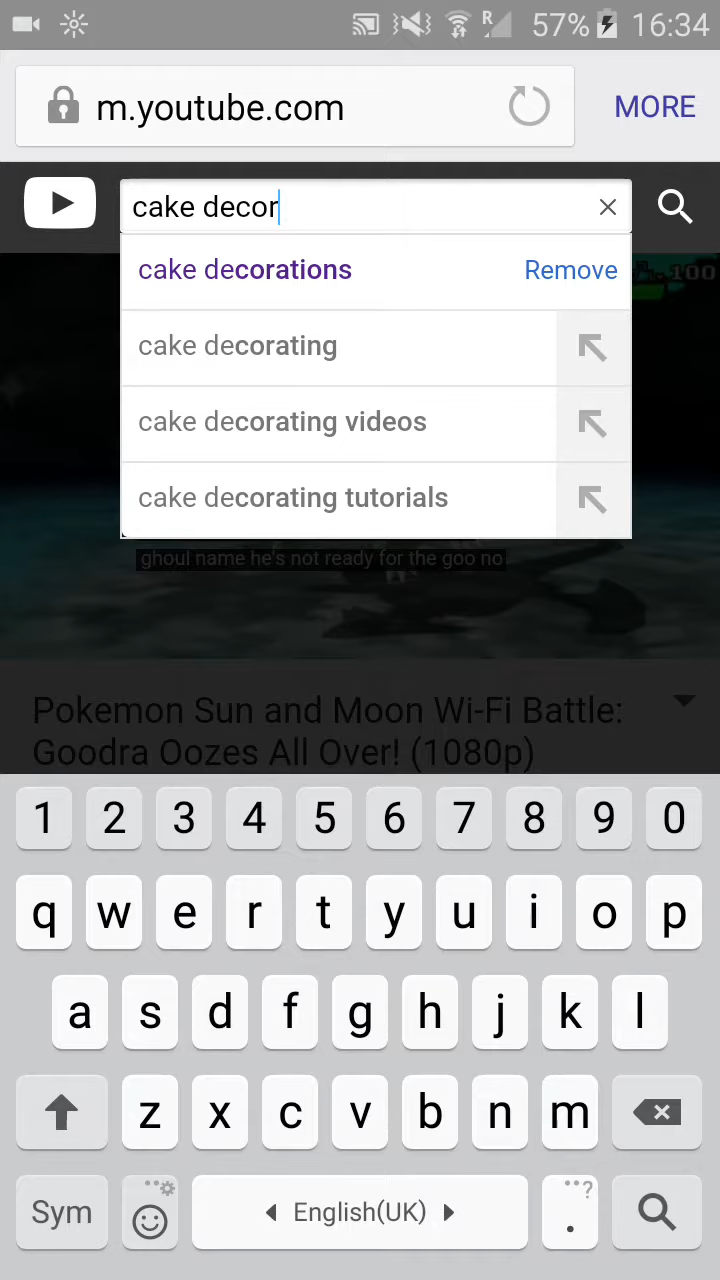 R 57% 16:34
m.youtube.com MORE
cake decor
cake decorations Remove
100
cake decorating
cake decorating videos
cake decorating tutorials
ghoul name he's not ready for the goo no
Pokemon Sun and Moon Wi-Fi Battle:
Goodra Oozes All Over! (1080p)
1 2 3 4 5 6 7 8 9 0
q w e r t y u i o p
a s d f g h j k l
z x c v b n m
Sym English(UK) . ?